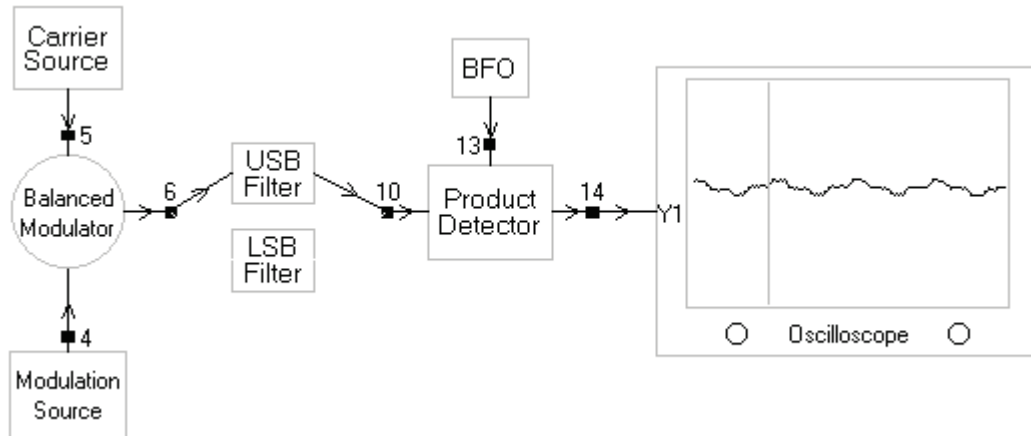 Carrier
Source
5
Balanced
Modulator
4
Modulation
Source
6
USB
Filter
LSB
Filter
10
BFO
13
Product
Detector
14
Y1
Oscilloscope